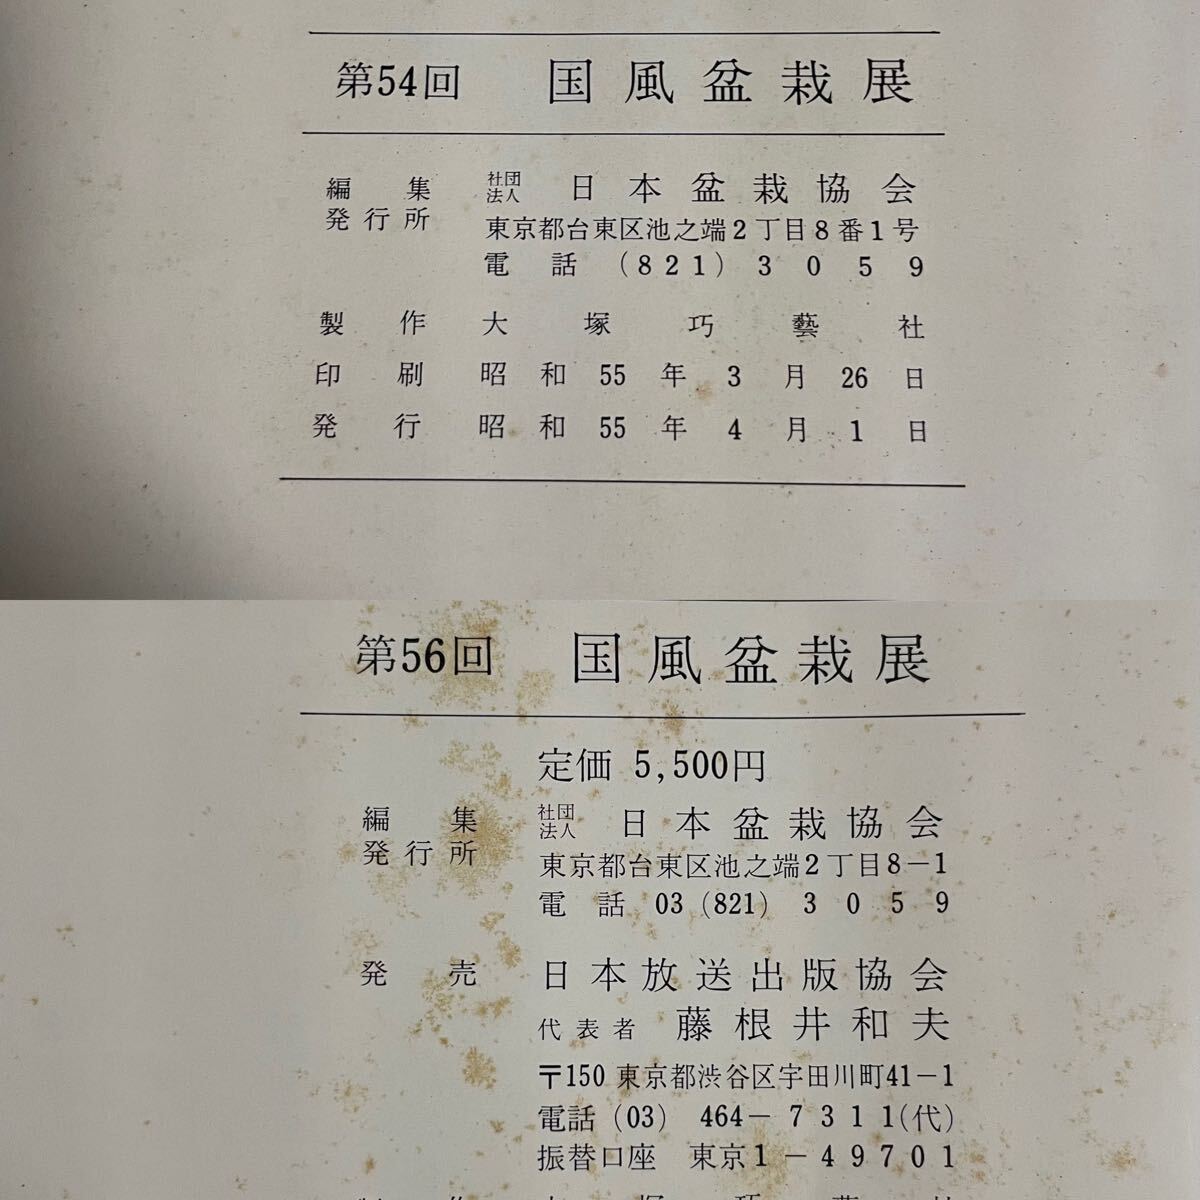 第54回 国風盆栽展
編集 社団法人 日本盆栽協会
発行所 東京都台東区池之端2丁目8番1号
電話 (821) 3059
製作 大塚巧藝社
印刷 昭和55年3月26日
発行 昭和55年4月1日
第56回 国風盆栽展
定価 5,500円
編集 社団法人 日本盆栽協会
発行所 東京都台東区池之端2丁目8-1
電話 03 (821) 3059
発売 日本放送出版協会
代表者 藤根井和夫
〒150 東京都渋谷区宇田川町41-1
電話 (03) 464-7311(代)
振替口座 東京1-49701